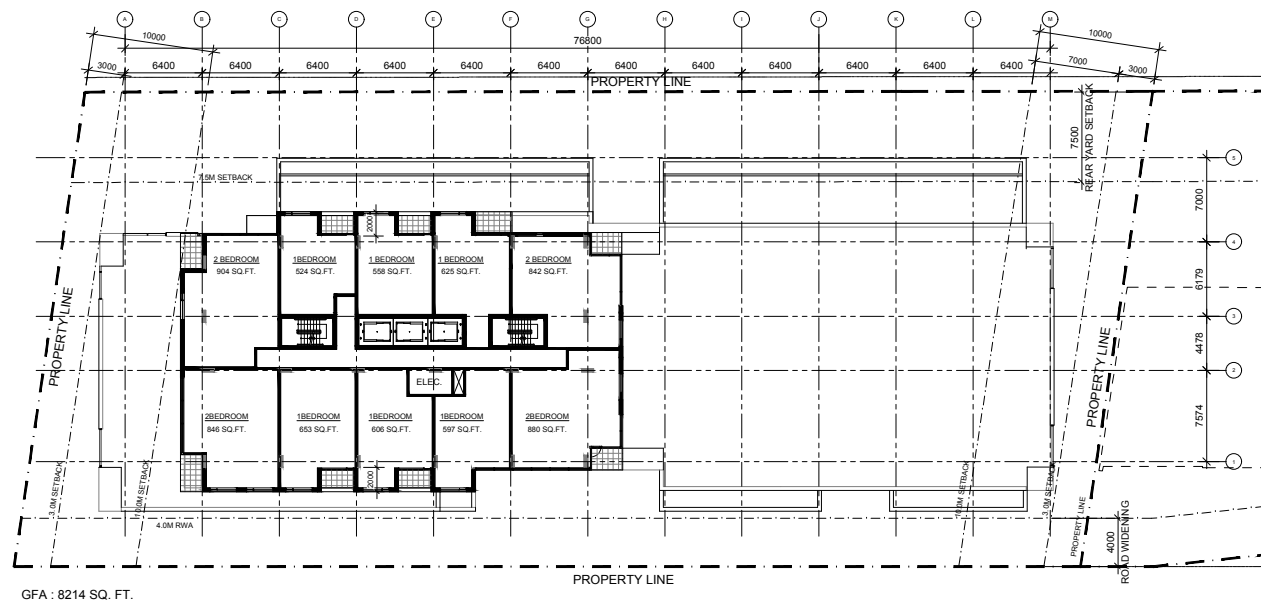 A B C D E F G H I J K L M
10000 76800 10000
3000 6400 6400 6400 6400 6400 6400 6400 6400 6400 6400 6400 6400 7000 3000
PROPERTY LINE
7500
REAR YARD SETBACK
5
7.5M SETBACK
7000
2000
4
2 BEDROOM 1BEDROOM 1 BEDROOM 1 BEDROOM 2 BEDROOM
904 SQ.FT. 524 SQ.FT. 558 SQ.FT. 625 SQ.FT. 842 SQ.FT.
6179
PROPERTY LINE
3
PROPERTY LINE
4478
2
ELEC.
2BEDROOM 1BEDROOM 1BEDROOM 1BEDROOM 2BEDROOM
846 SQ.FT. 653 SQ.FT. 606 SQ.FT. 597 SQ.FT. 880 SQ.FT.
7574
1
2000
3.0M SETBACK
10.0M SETBACK
10.0M SETBACK
3.0M SETBACK
PROPERTY LINE
4.0M RWA
4000
ROAD WIDENING
PROPERTY LINE
GFA : 8214 SQ. FT.